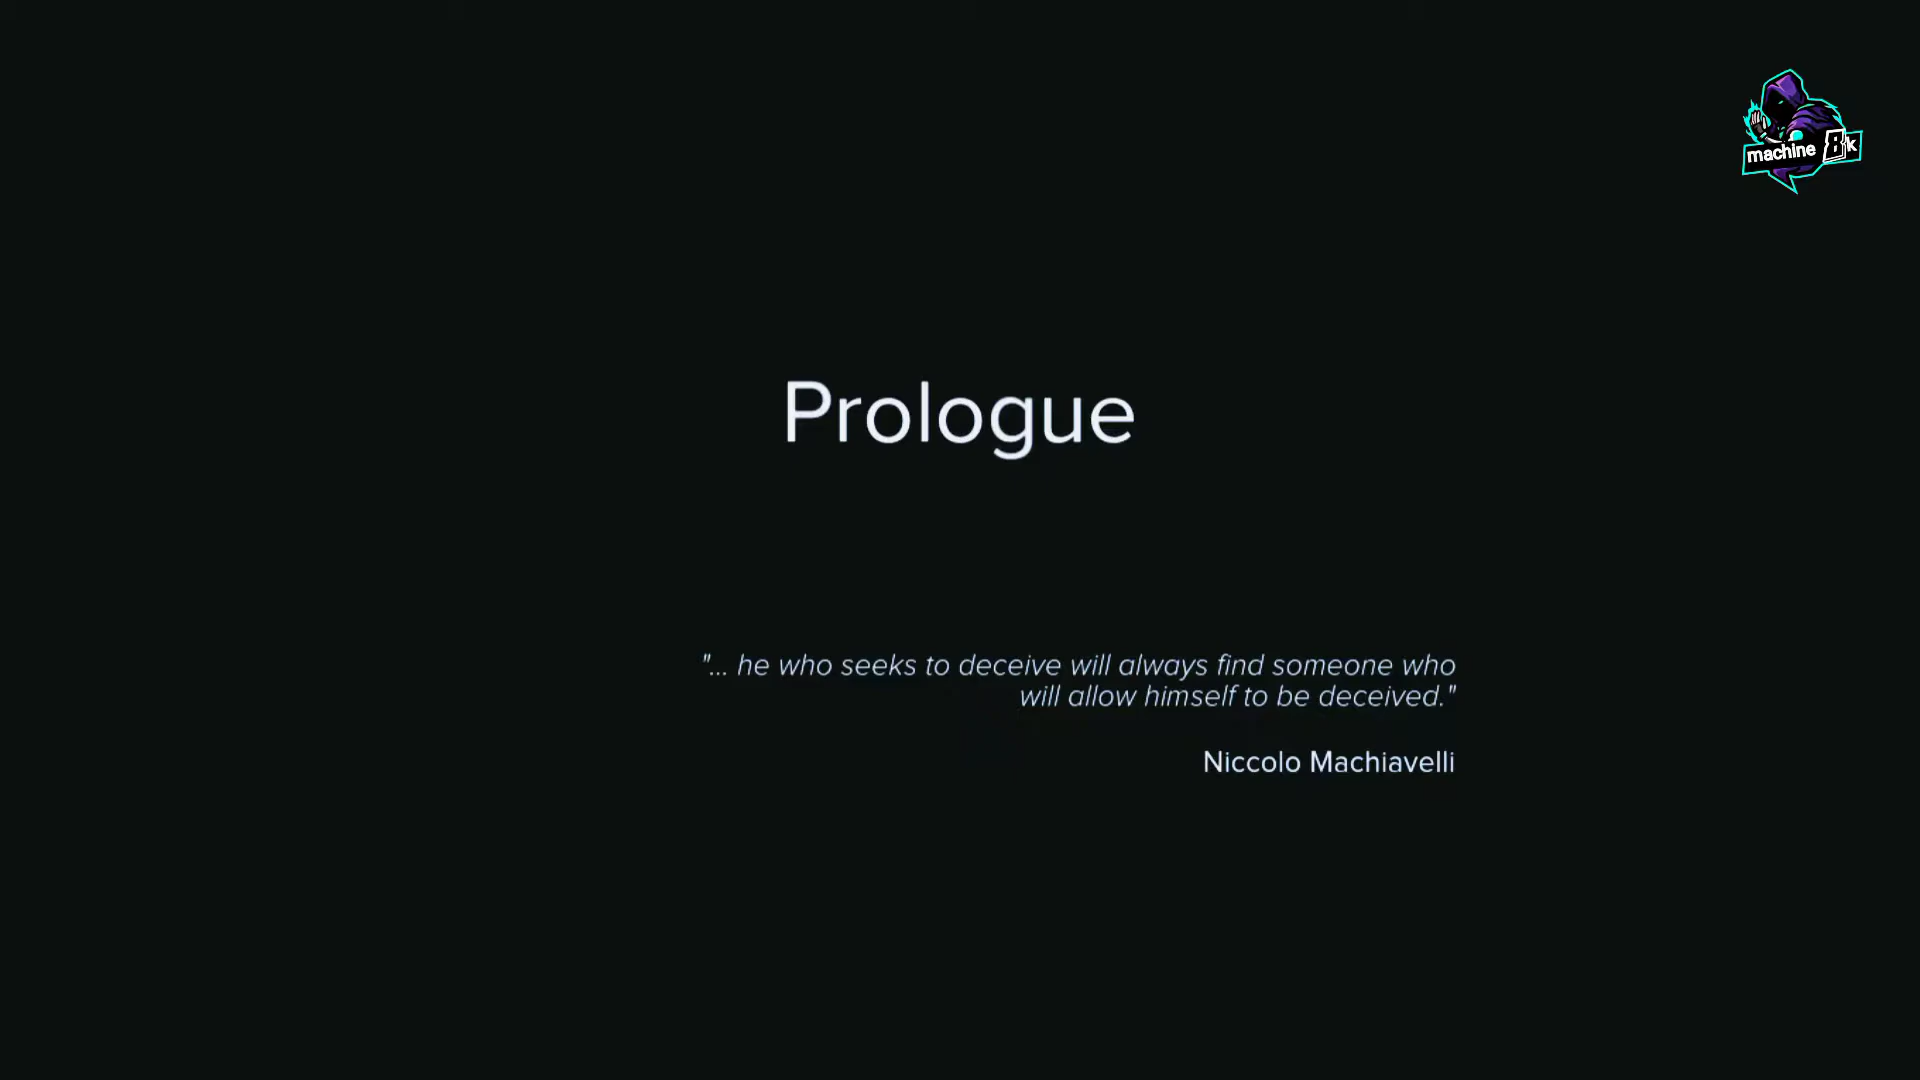 machine 8k
Prologue
"... he who seeks to deceive will always find someone who
will allow himself to be deceived."
Niccolo Machiavelli